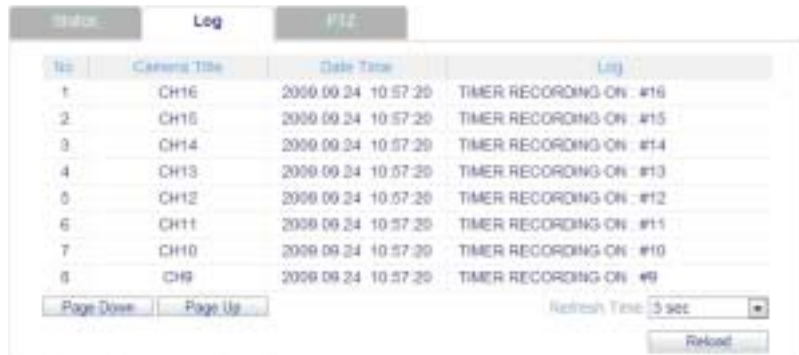 Status Log PTZ
No Camera Title Date Time Log
1 CH16 2009.09.24 10:57:20 TIMER RECORDING ON : #16
2 CH15 2009.09.24 10:57:20 TIMER RECORDING ON : #15
3 CH14 2009.09.24 10:57:20 TIMER RECORDING ON : #14
4 CH13 2009.09.24 10:57:20 TIMER RECORDING ON : #13
5 CH12 2009.09.24 10:57:20 TIMER RECORDING ON : #12
6 CH11 2009.09.24 10:57:20 TIMER RECORDING ON : #11
7 CH10 2009.09.24 10:57:20 TIMER RECORDING ON : #10
8 CH9 2009.09.24 10:57:20 TIMER RECORDING ON : #9
Page Down Page Up Refresh Time 5 sec
Reload